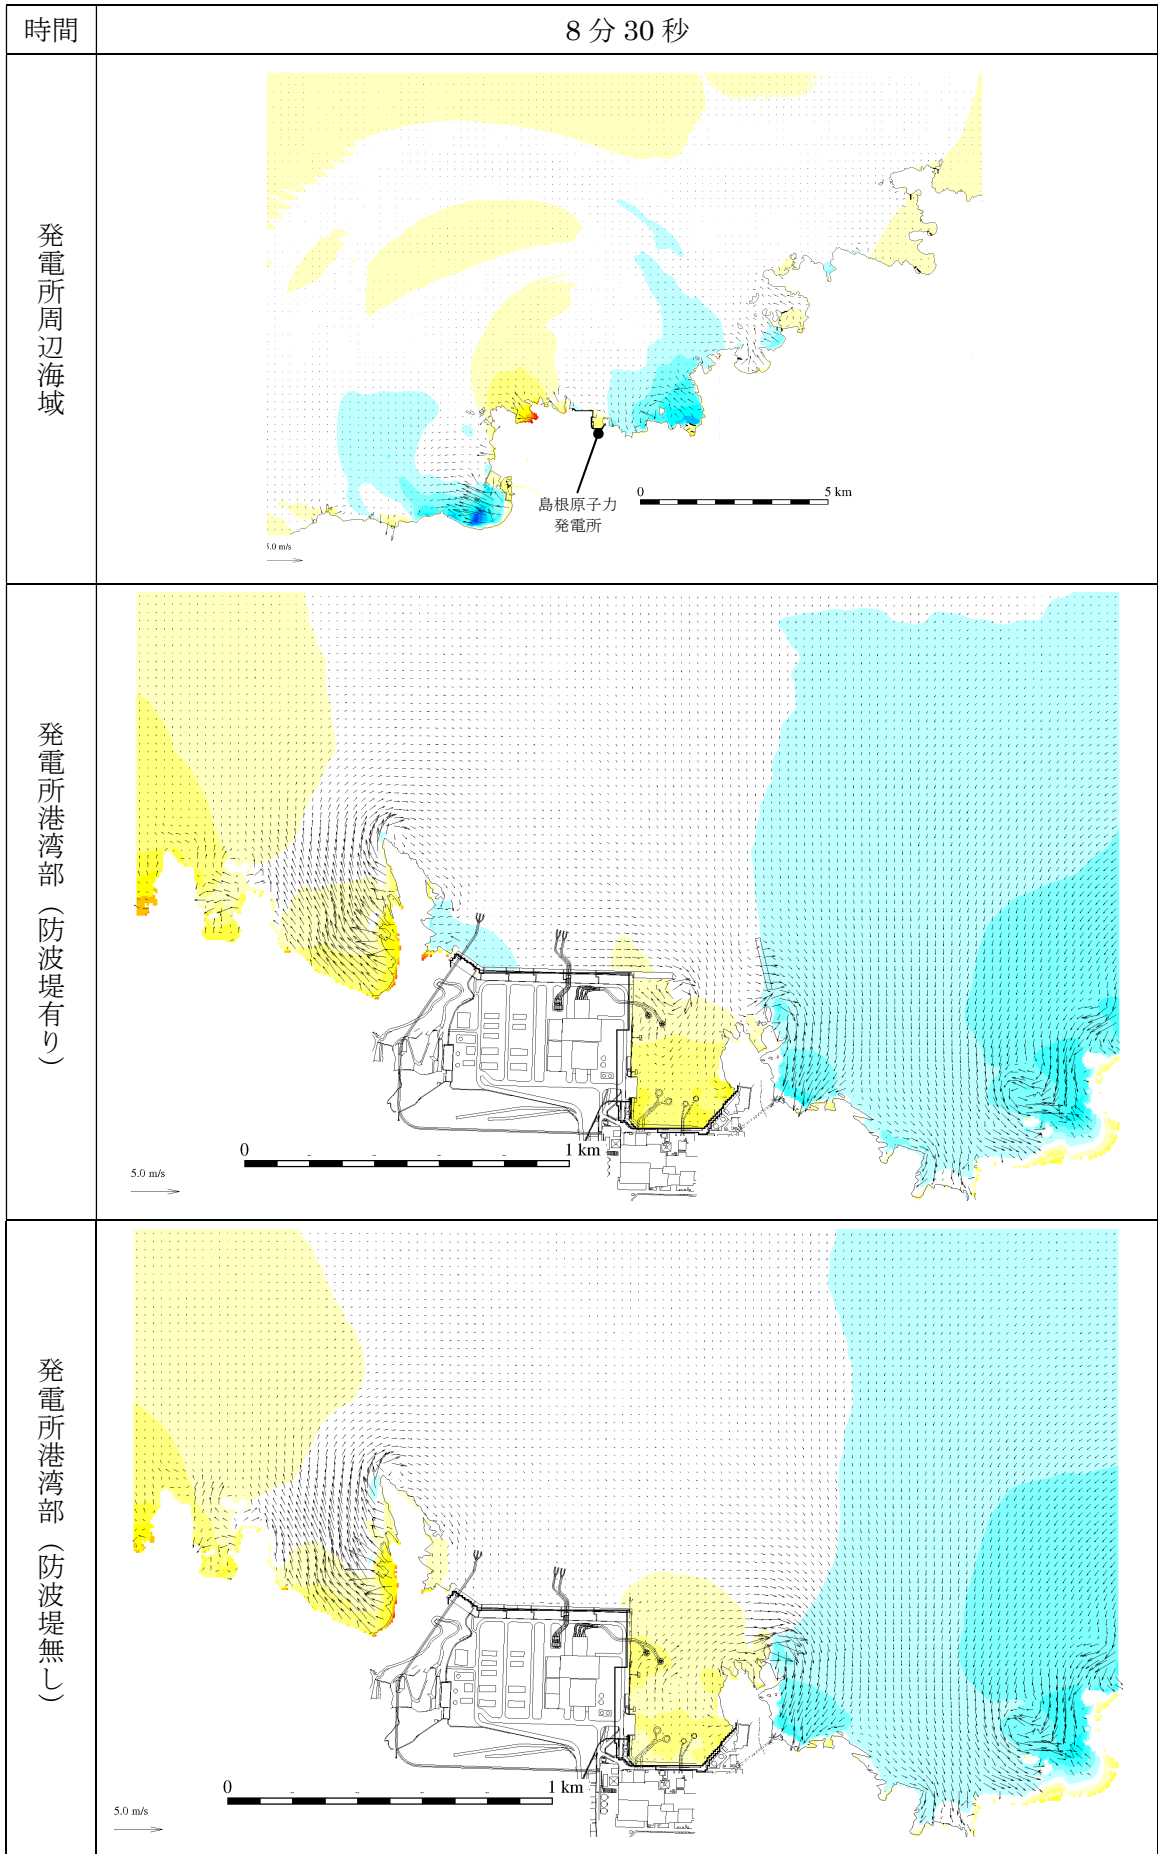 時間
8分30秒
発電所周辺海域
島根原子力
発電所
0 5 km
5.0 m/s
発電所港湾部（防波堤有り）
0 1 km
5.0 m/s
発電所港湾部（防波堤無し）
0 1 km
5.0 m/s